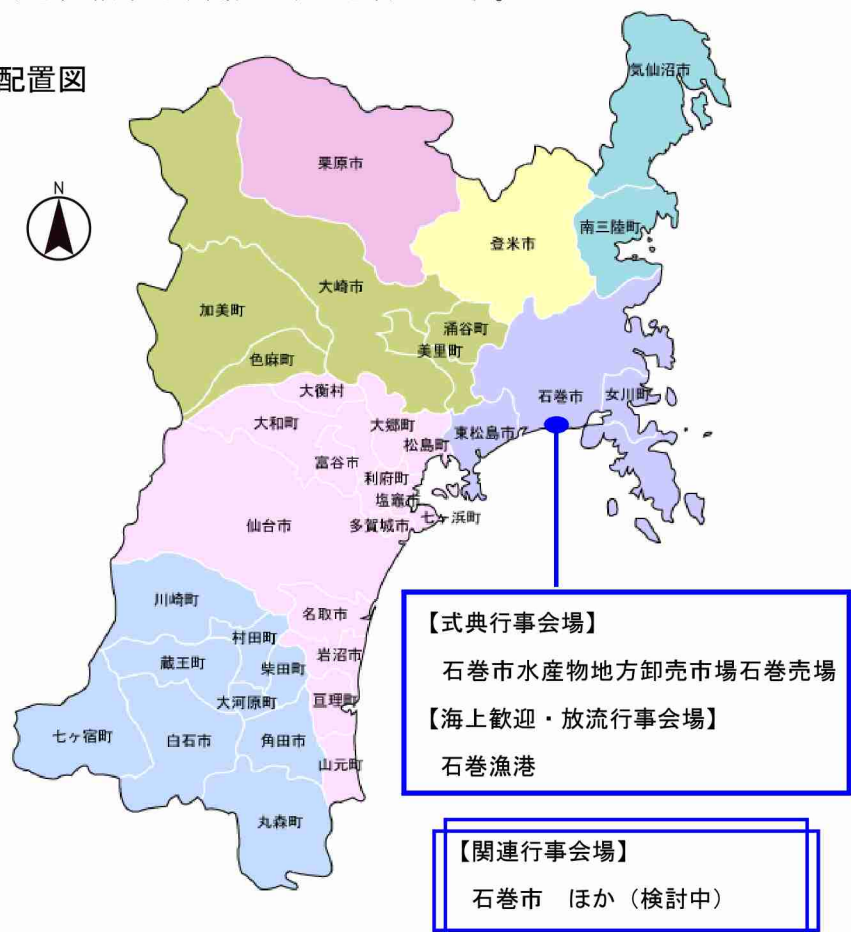 配置図
N
気仙沼市
栗原市
南三陸町
登米市
大崎市
加美町
涌谷町
美里町
色麻町
大衡村
石巻市
女川町
大和町
大郷町
東松島市
松島町
富谷市
利府町
塩竈市
七ヶ浜町
仙台市
多賀城市
川崎町
名取市
村田町
岩沼市
蔵王町
柴田町
大河原町
亘理町
七ヶ宿町
白石市
角田市
山元町
丸森町
【式典行事会場】
石巻市水産物地方卸売市場石巻売場
【海上歓迎・放流行事会場】
石巻漁港
【関連行事会場】
石巻市 ほか（検討中）